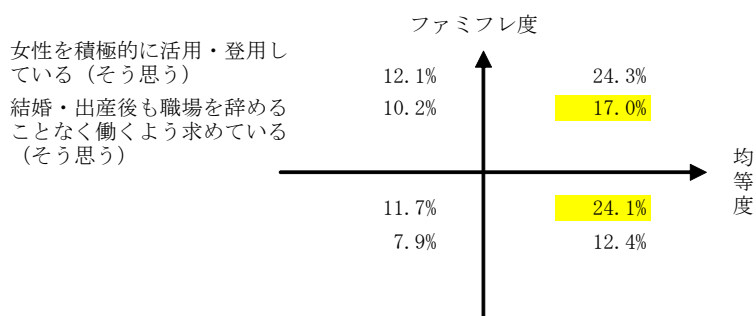 ファミフレ度
女性を積極的に活用・登用し
ている（そう思う） 12.1% 24.3%
結婚・出産後も職場を辞める 10.2% 17.0%
ことなく働くよう求めている
（そう思う）
均等度
11.7% 24.1%
7.9% 12.4%